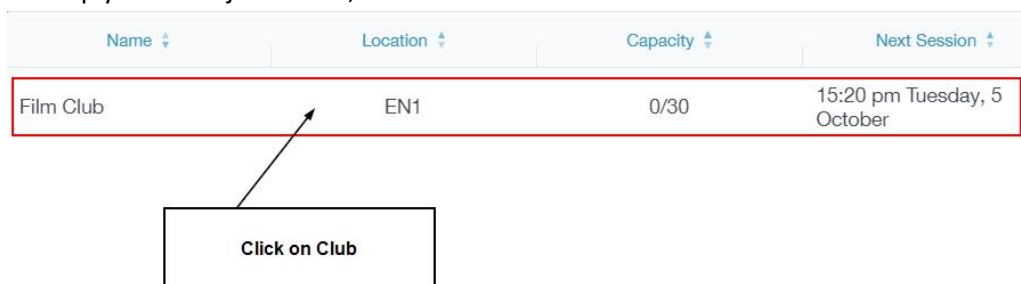 Name Location Capacity Next Session
Film Club EN1 0/30 15:20 pm Tuesday, 5
October
Click on Club